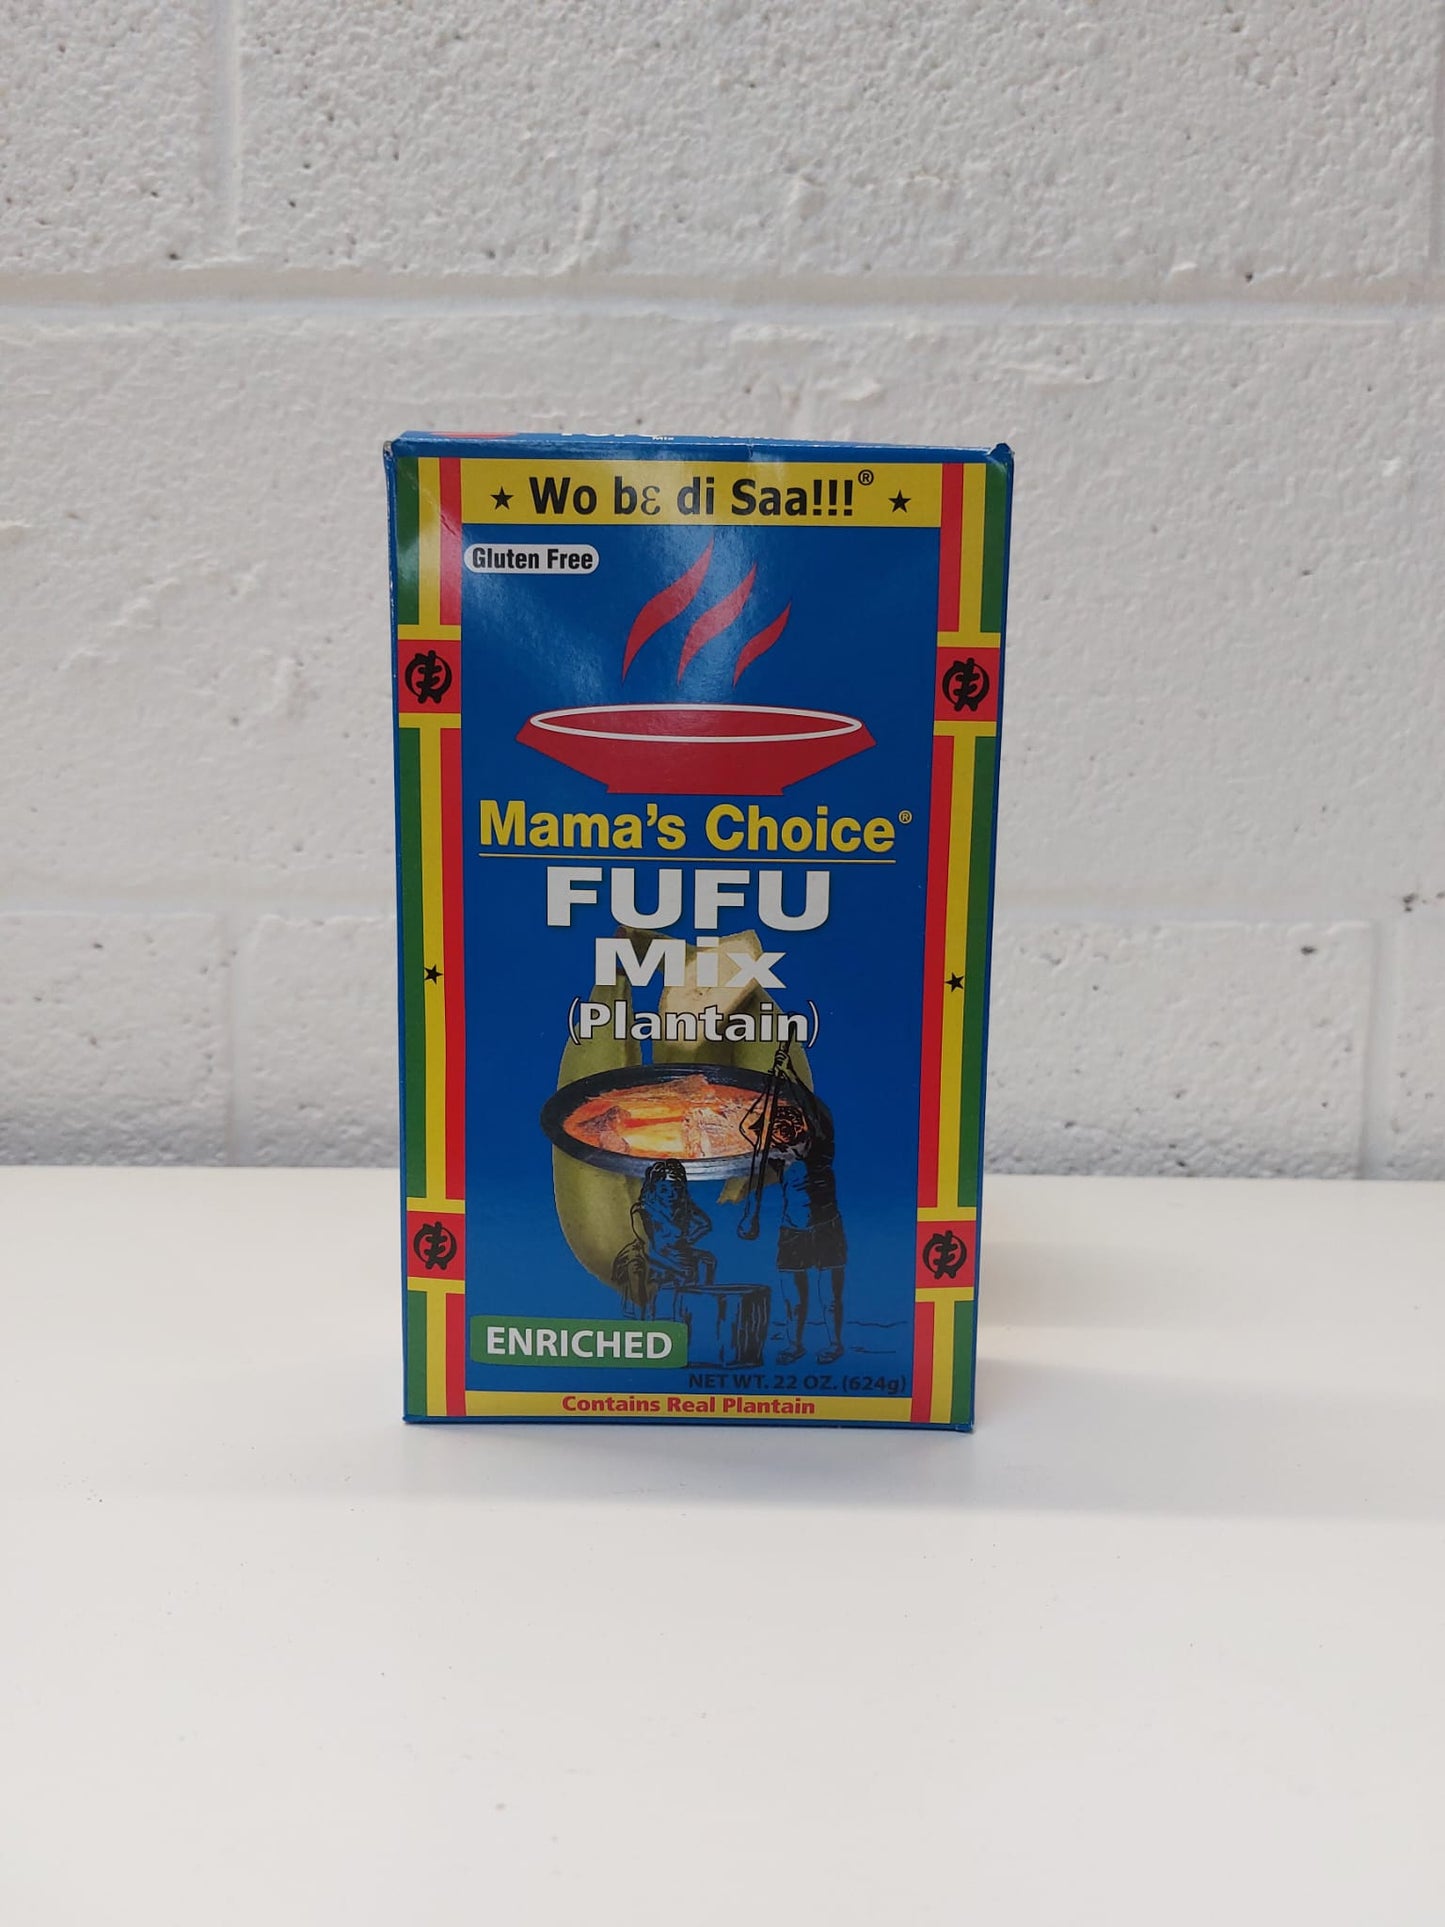 Wo bɛ di Saa!!!®
Gluten Free
Mama's Choice®
FUFU
Mix
(Plantain)
ENRICHED
NET WT. 22 OZ. (624g)
Contains Real Plantain